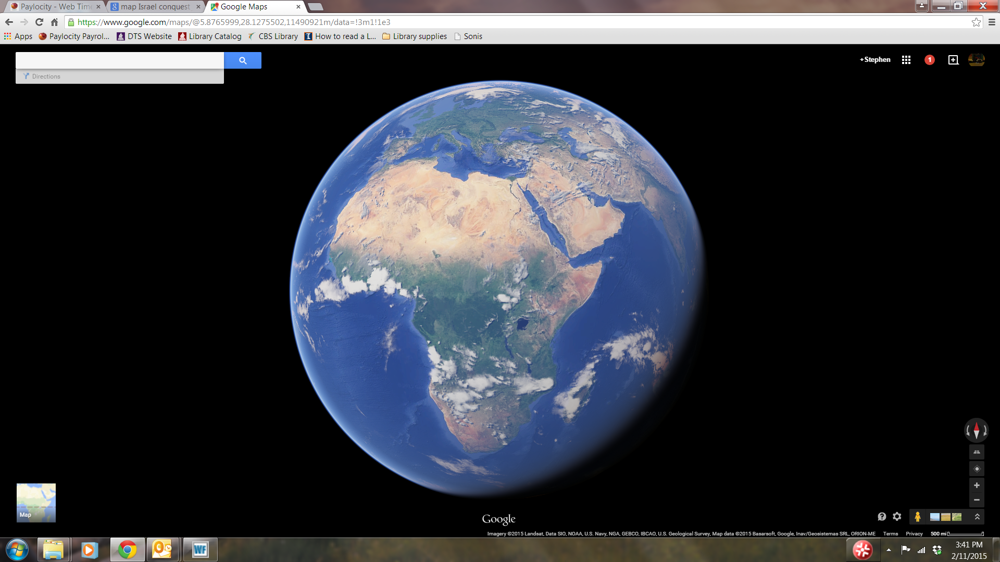 Paylocity - Web Time
map Israel conquest
Google Maps
https://www.google.com/maps/@5.8765999,28.1275502,11490921m/data=!3m1!1e3
Apps
Paylocity Payrol...
DTS Website
Library Catalog
CBS Library
How to read a L...
Library supplies
Sonis
+Stephen
1
Directions
Map
Google
Imagery ©2015 Landsat, Data SIO, NOAA, U.S. Navy, NGA, GEBCO, IBCAO, U.S. Geological Survey, Map data ©2015 Basarsoft, Google, Inav/Geosistemas SRL, ORION-ME
Terms
Privacy
500 mi
WF
3:41 PM
2/11/2015